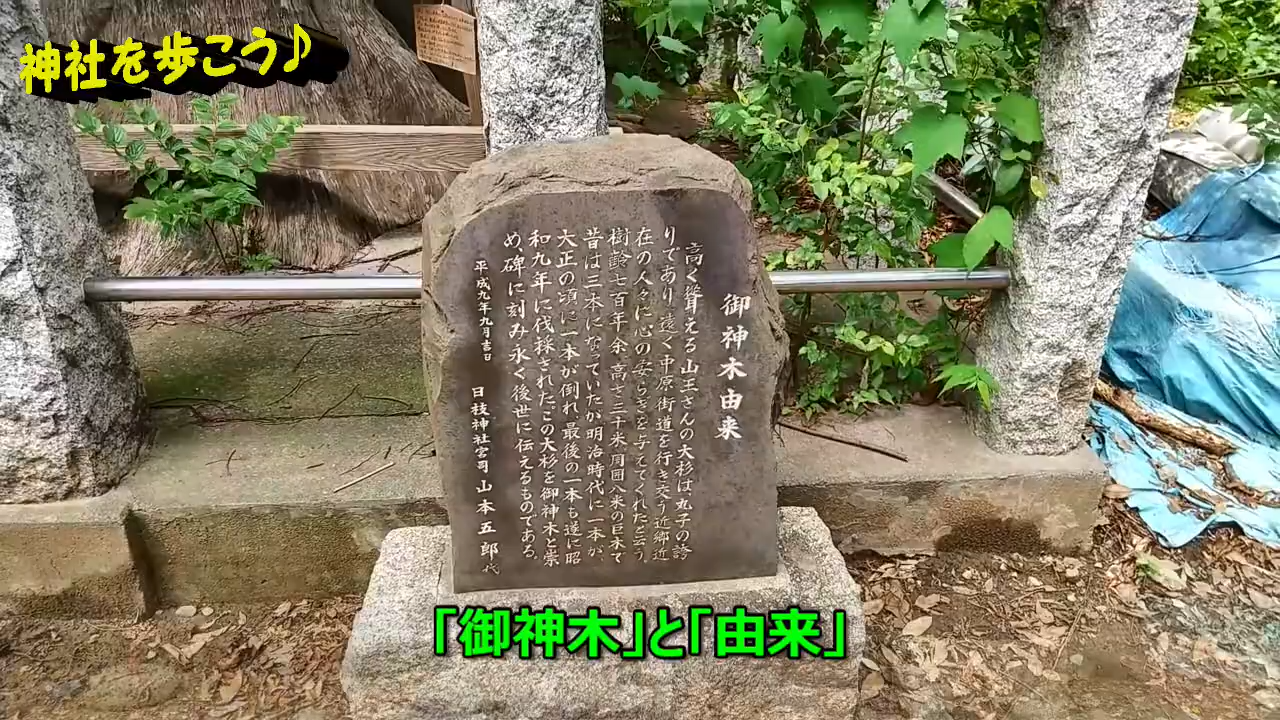 神社を歩こう♪
御神木由来
高く聳える山王さんの大杉は、丸子の誇
りであり、遠く中原街道を行き交う近郷近
在の人々に心の安らぎを与えてくれたと云う。
樹齢七百年余、高さ三十米、周囲八米の巨木で
昔は三本になっていたが明治時代に一本が、
大正の頃に一本が倒れ、最後の一本も遂に昭
和九年に伐採された。この大杉を御神木と崇
め、碑に刻み永く後世に伝えるものである。
平成九年九月吉日
日枝神社宮司 山本五郎代
「御神木」と「由来」